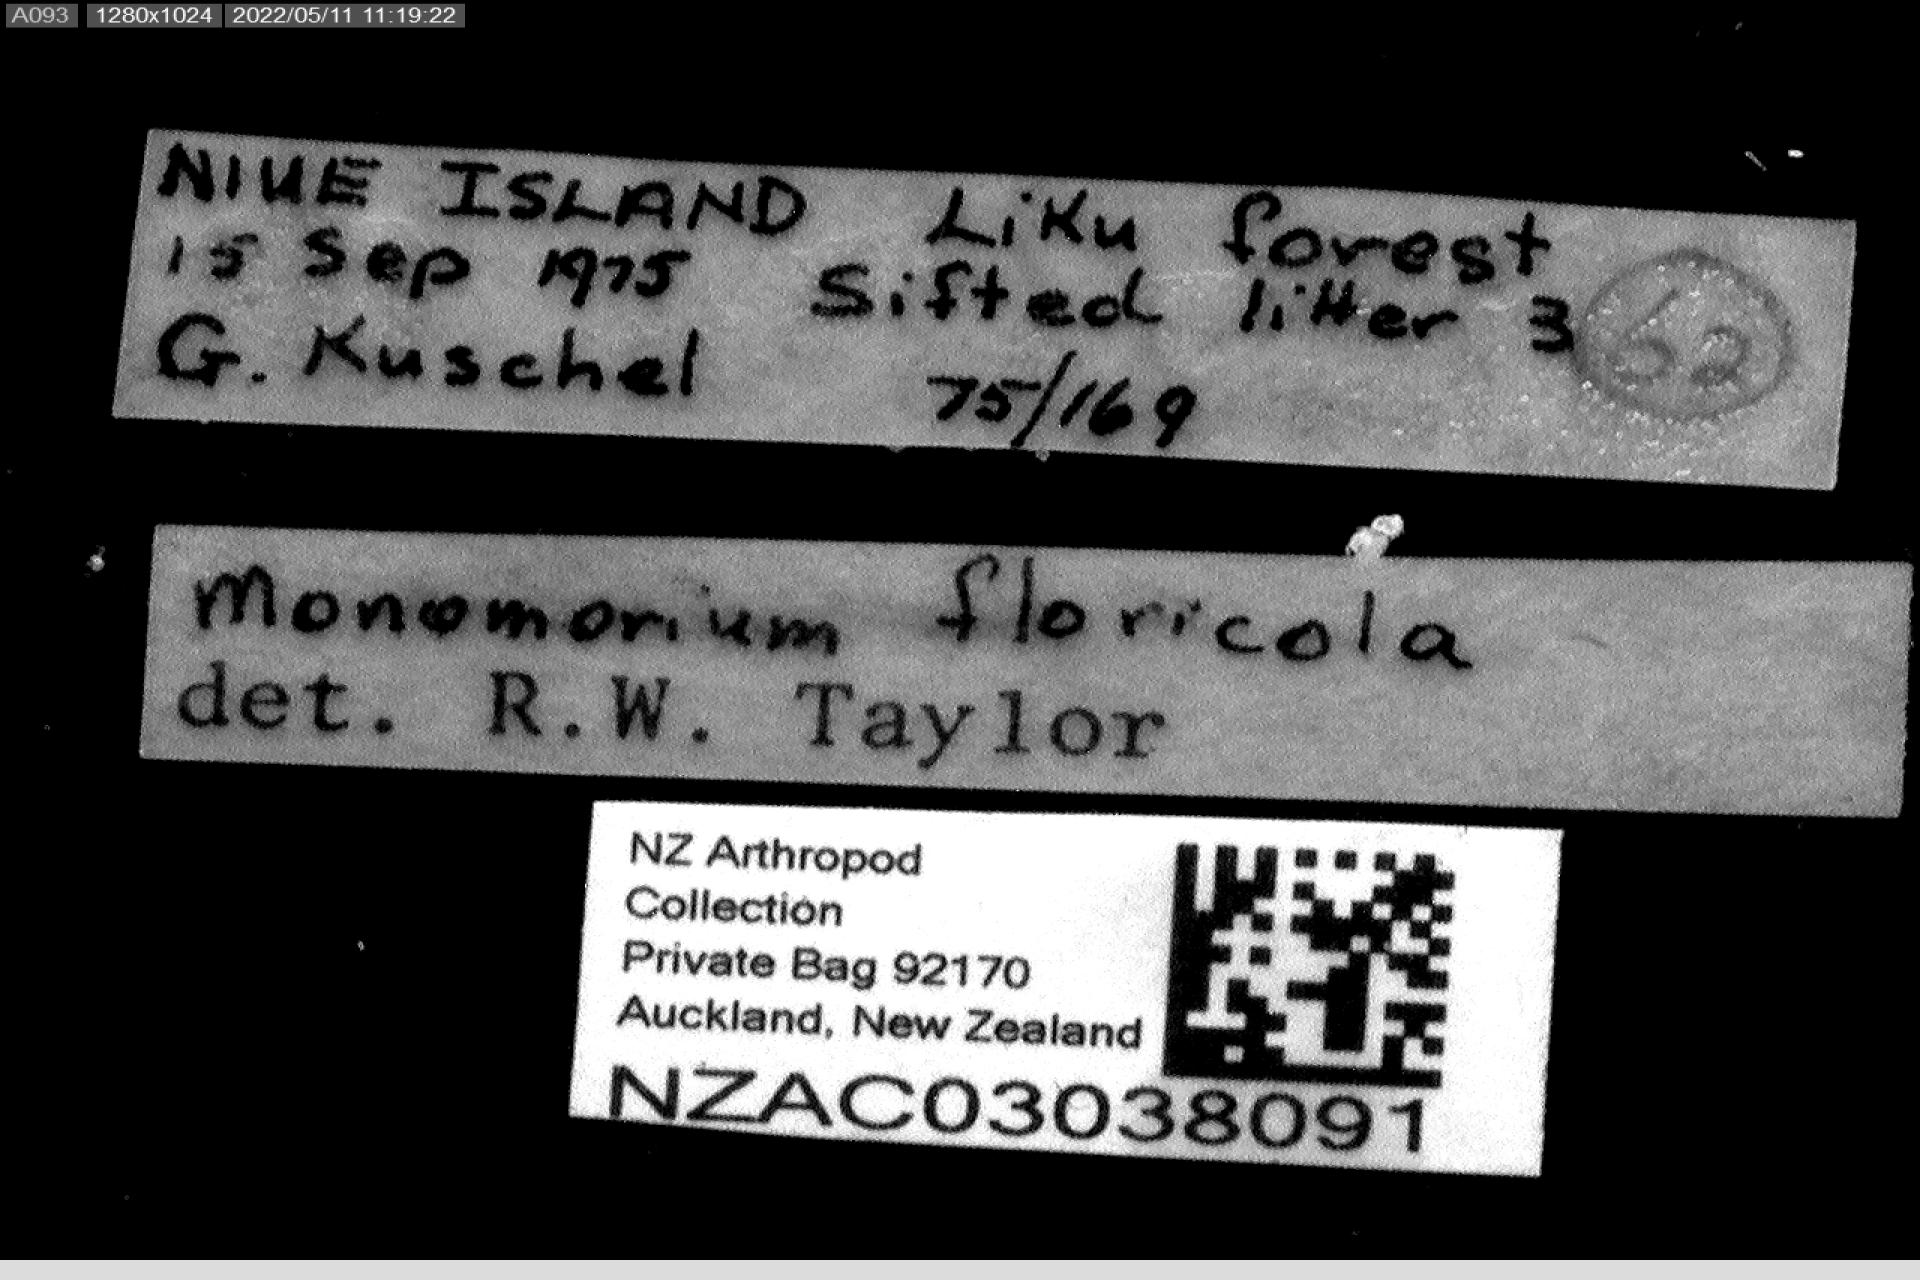 A093 1280x1024 2022/05/11 11:19:22
NIUE ISLAND Liku forest
15 Sep 1975 Sifted litter 3
G. Kuschel 75/169
Monomorium floricola
det. R.W. Taylor
NZ Arthropod
Collection
Private Bag 92170
Auckland, New Zealand
NZAC03038091